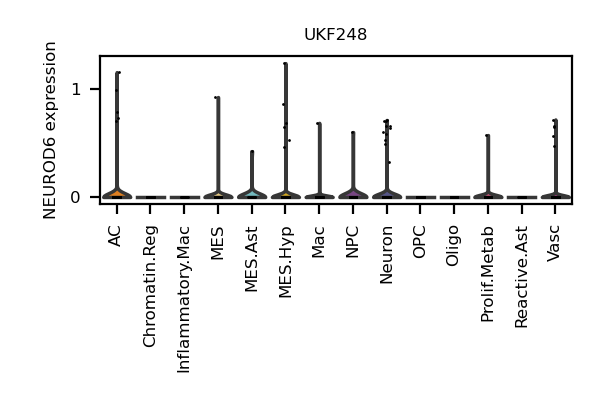 UKF248
NEUROD6 expression
1
0
AC
Chromatin.Reg
Inflammatory.Mac
MES
MES.Ast
MES.Hyp
Mac
NPC
Neuron
OPC
Oligo
Prolif.Metab
Reactive.Ast
Vasc